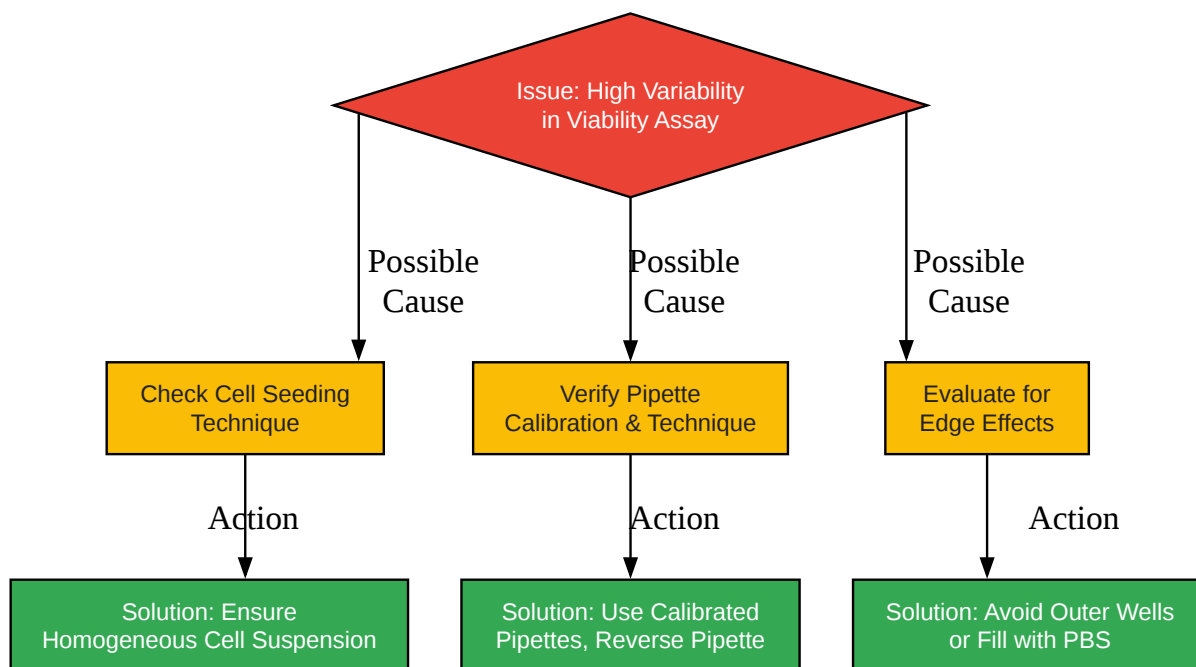 Issue: High Variability
in Viability Assay
Possible
Cause
Possible
Cause
Possible
Cause
Check Cell Seeding
Technique
Verify Pipette
Calibration & Technique
Evaluate for
Edge Effects
Action
Action
Action
Solution: Ensure
Homogeneous Cell Suspension
Solution: Use Calibrated
Pipettes, Reverse Pipette
Solution: Avoid Outer Wells
or Fill with PBS